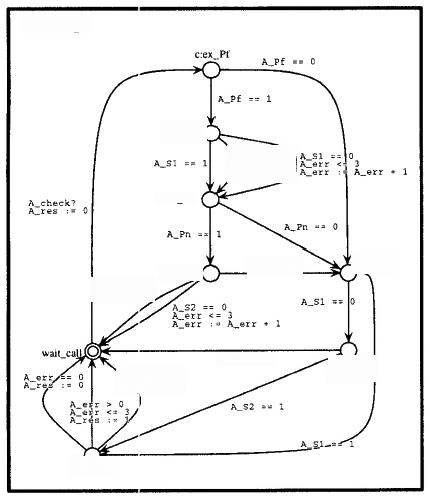 c:ex_Pf
A_Pf == 0
A_Pf == 1
A_S1 == 1
A_S1 == 0
A_err <= 3
A_err := A_err + 1
A_check?
A_res := 0
A_Pn == 1
A_Pn == 0
A_S2 == 0
A_err <= 3
A_err := A_err + 1
A_S1 == 0
wait_call
A_err == 0
A_res := 0
A_err > 0
A_err <= 3
A_res := 1
A_S2 == 1
A_S1 == 1